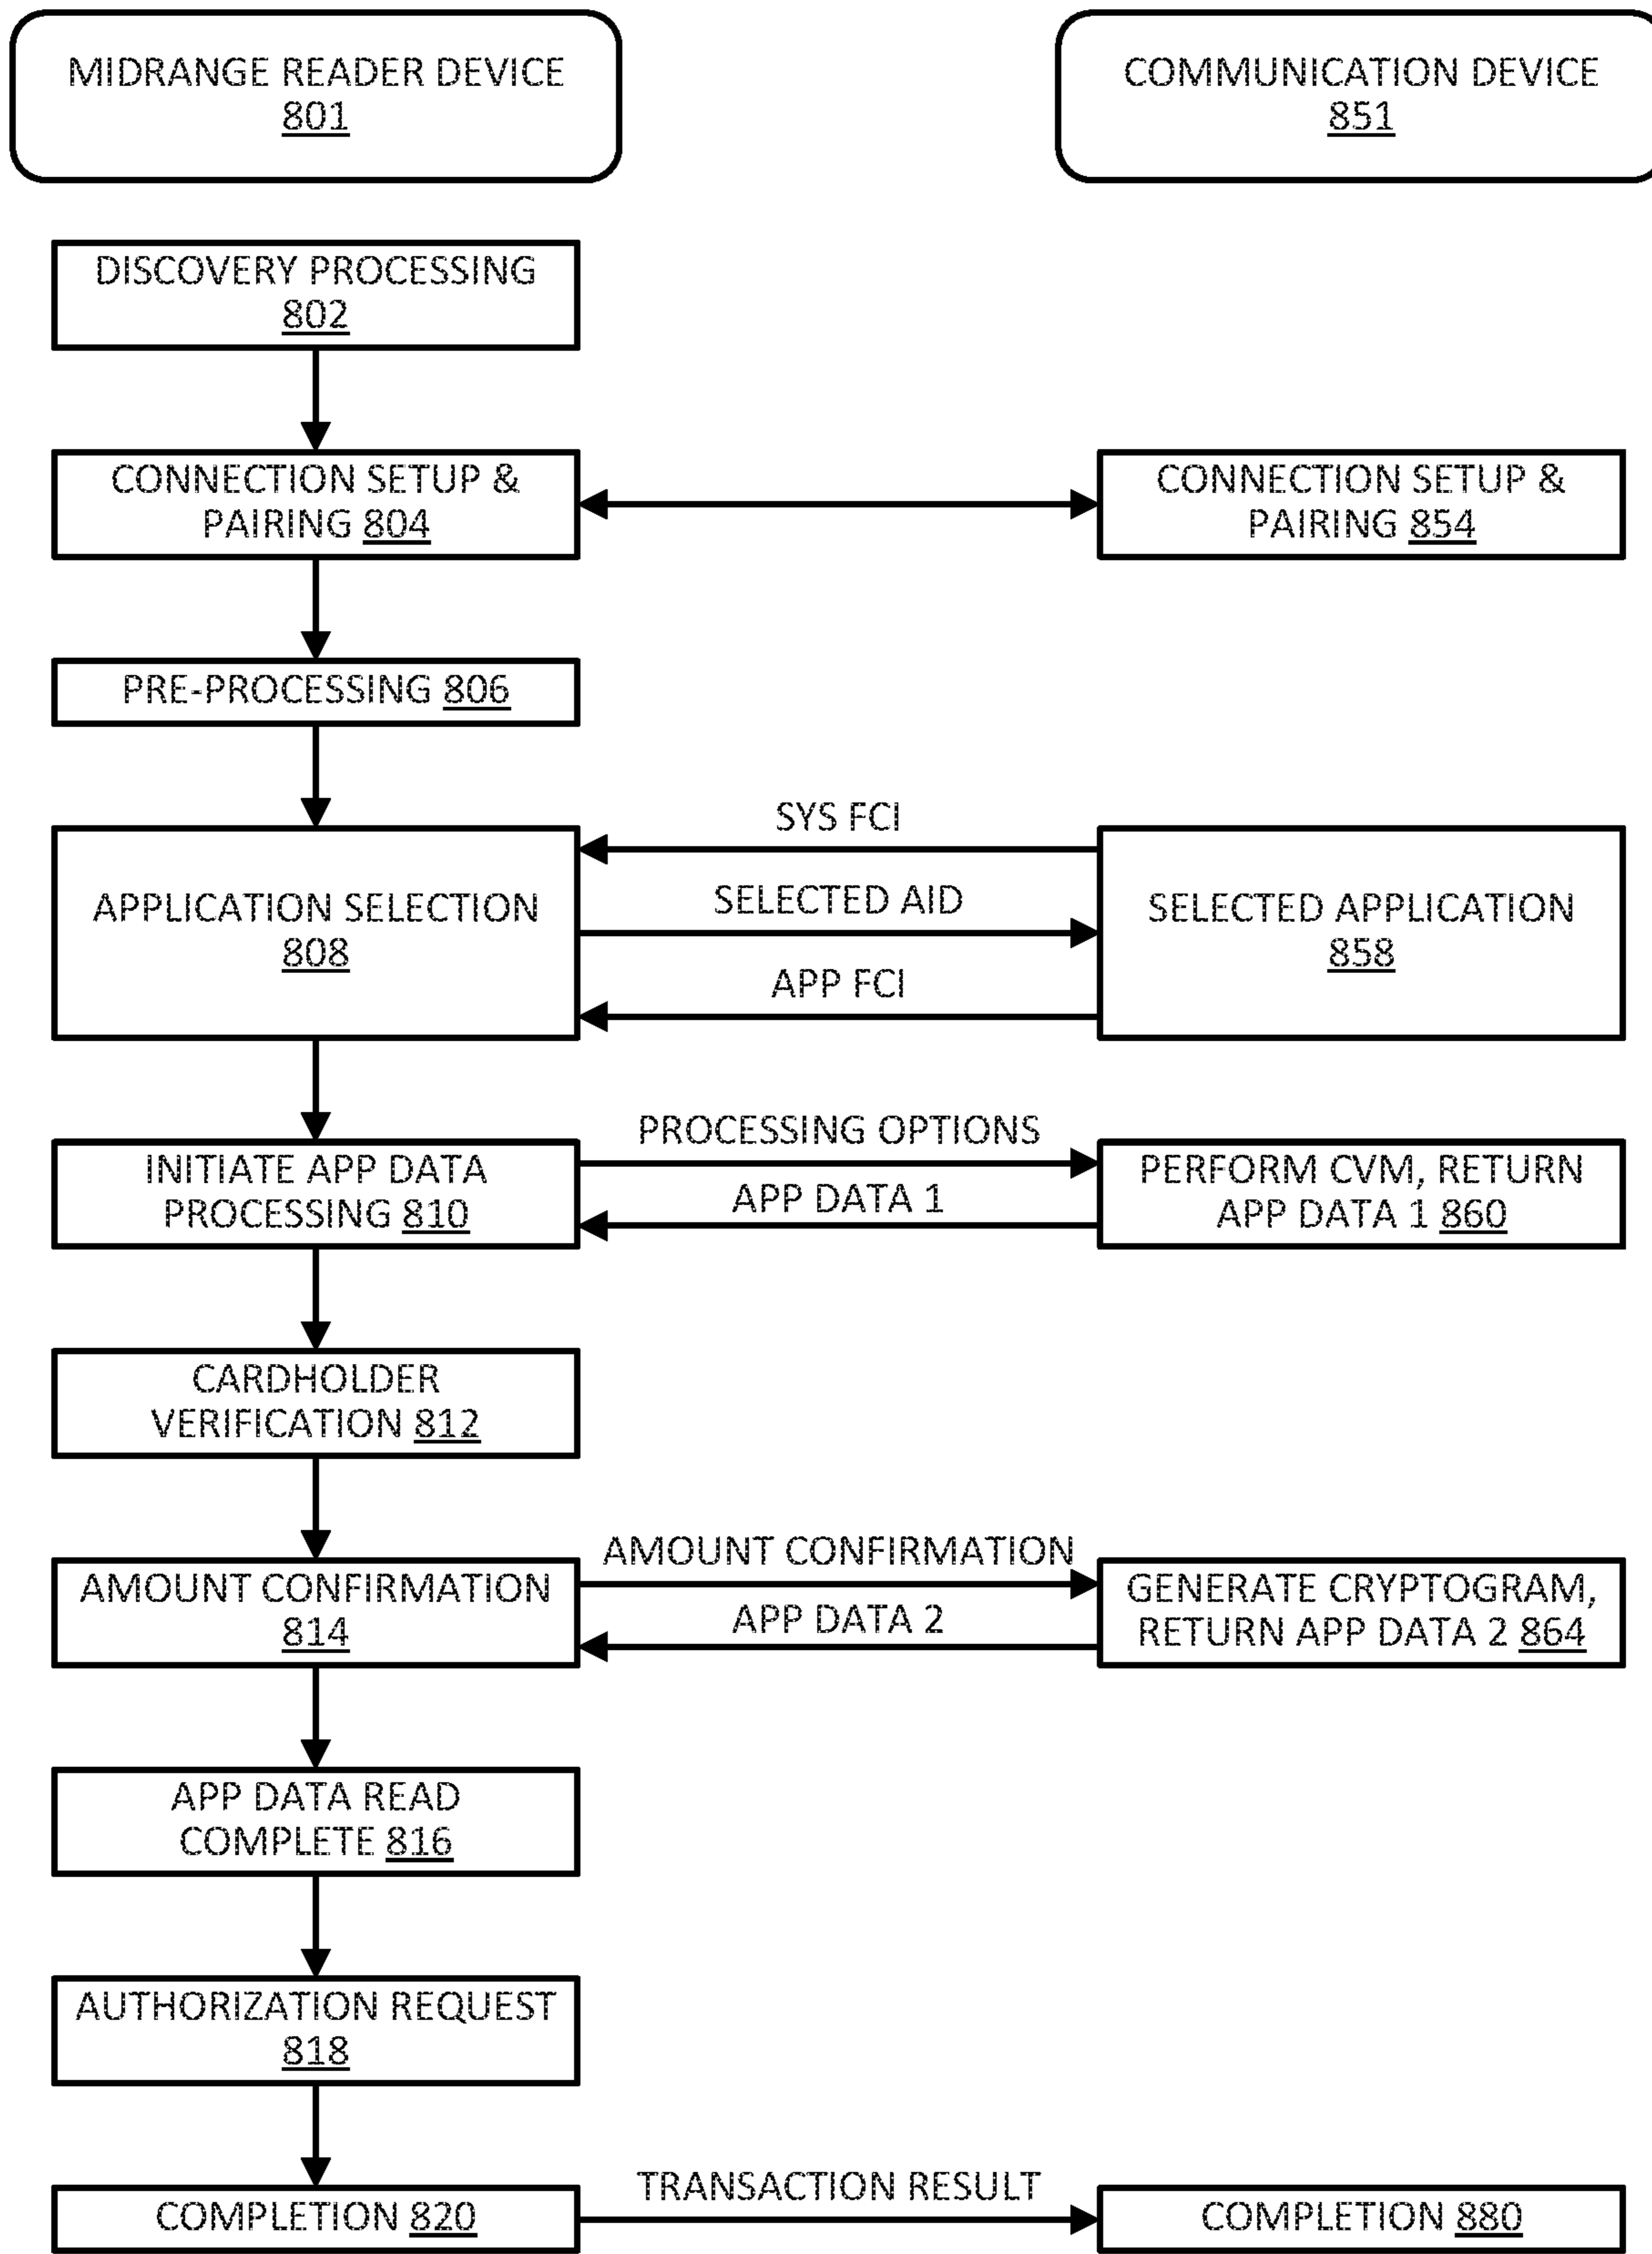 MIDRANGE READER DEVICE
801
COMMUNICATION DEVICE
851
DISCOVERY PROCESSING
802
CONNECTION SETUP &
PAIRING 804
CONNECTION SETUP &
PAIRING 854
PRE-PROCESSING 806
APPLICATION SELECTION
808
SYS FCI
SELECTED AID
APP FCI
SELECTED APPLICATION
858
INITIATE APP DATA
PROCESSING 810
PROCESSING OPTIONS
APP DATA 1
PERFORM CVM, RETURN
APP DATA 1 860
CARDHOLDER
VERIFICATION 812
AMOUNT CONFIRMATION
814
AMOUNT CONFIRMATION
APP DATA 2
GENERATE CRYPTOGRAM,
RETURN APP DATA 2 864
APP DATA READ
COMPLETE 816
AUTHORIZATION REQUEST
818
COMPLETION 820
TRANSACTION RESULT
COMPLETION 880